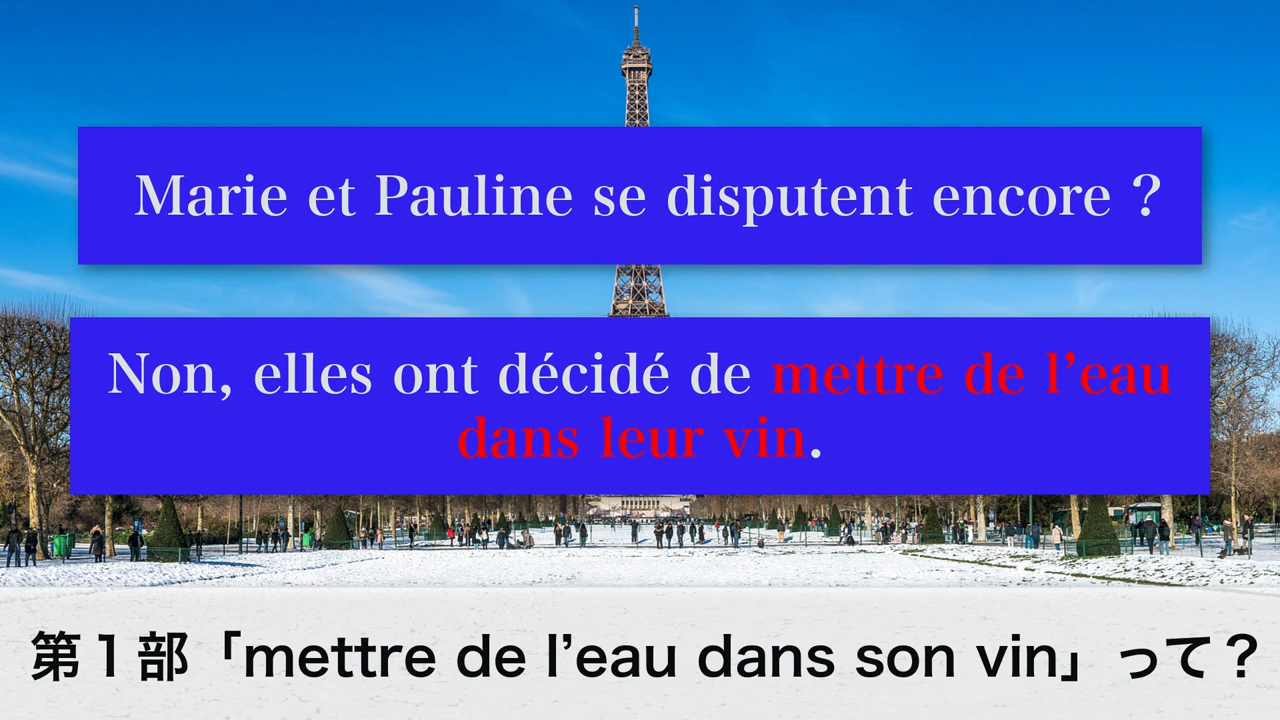 Marie et Pauline se disputent encore ?
Non, elles ont décidé de mettre de l’eau
dans leur vin.
第１部「mettre de l’eau dans son vin」って？